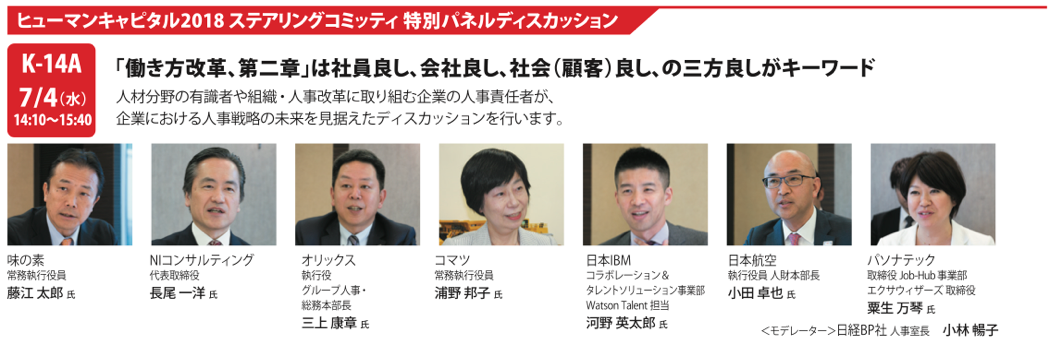 ヒューマンキャピタル2018 ステアリングコミッティ 特別パネルディスカッション
K-14A
7/4(水)
14:10〜15:40
「働き方改革、第二章」は社員良し、会社良し、社会(顧客)良し、の三方良しがキーワード
人材分野の有識者や組織・人事改革に取り組む企業の人事責任者が、
企業における人事戦略の未来を見据えたディスカッションを行います。
味の素
常務執行役員
藤江 太郎 氏
NIコンサルティング
代表取締役
長尾 一洋 氏
オリックス
執行役
グループ人事・
総務本部長
三上 康章 氏
コマツ
常務執行役員
浦野 邦子 氏
日本IBM
コラボレーション&
タレントソリューション事業部
Watson Talent 担当
河野 英太郎 氏
日本航空
執行役員 人財本部長
小田 卓也 氏
パソナテック
取締役 Job-Hub 事業部
エクサウィザーズ 取締役
粟生 万琴 氏
<モデレーター>日経BP社 人事室長 小林 暢子